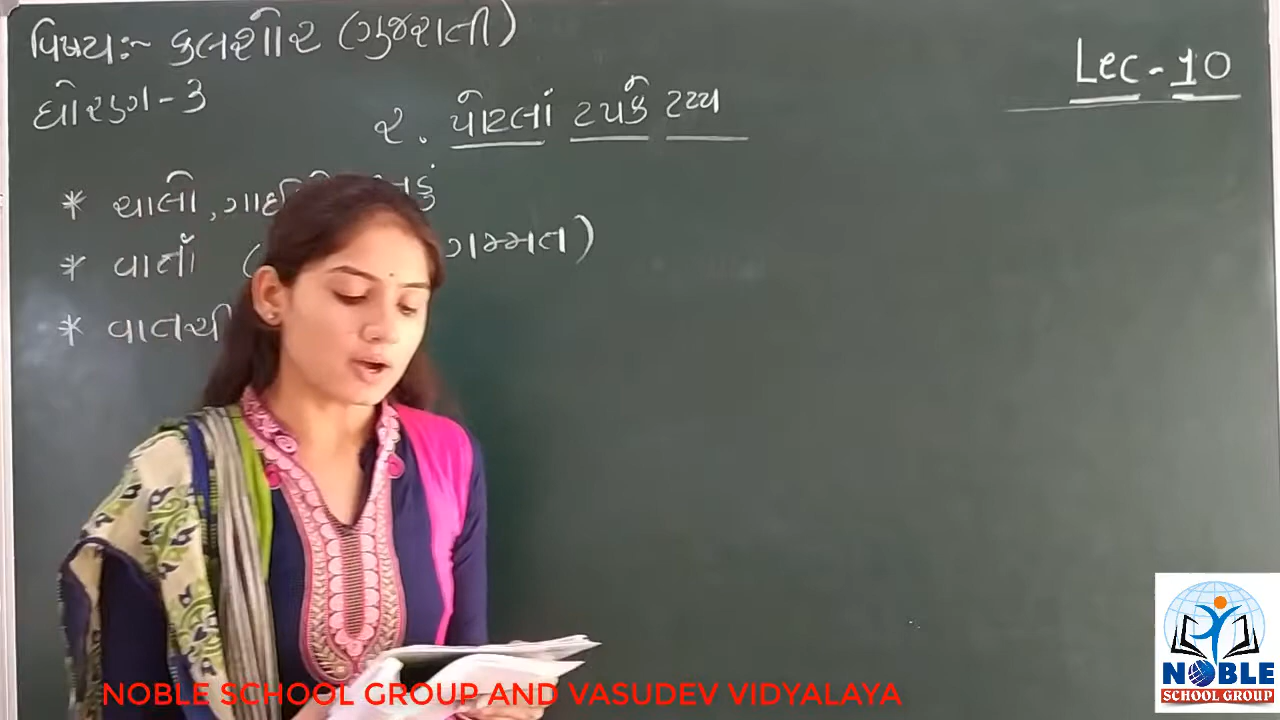 વિષય:- કલશોર (ગુજરાતી)
Lec - 10
ધોરણ - 3
૨. પોટલાં ટપકે ટપ્પ
* ચાલો, ગાઈ
* વાર્તા ( ગમ્મત)
* વાતચી
NOBLE
SCHOOL GROUP
NOBLE SCHOOL GROUP AND VASUDEV VIDYALAYA